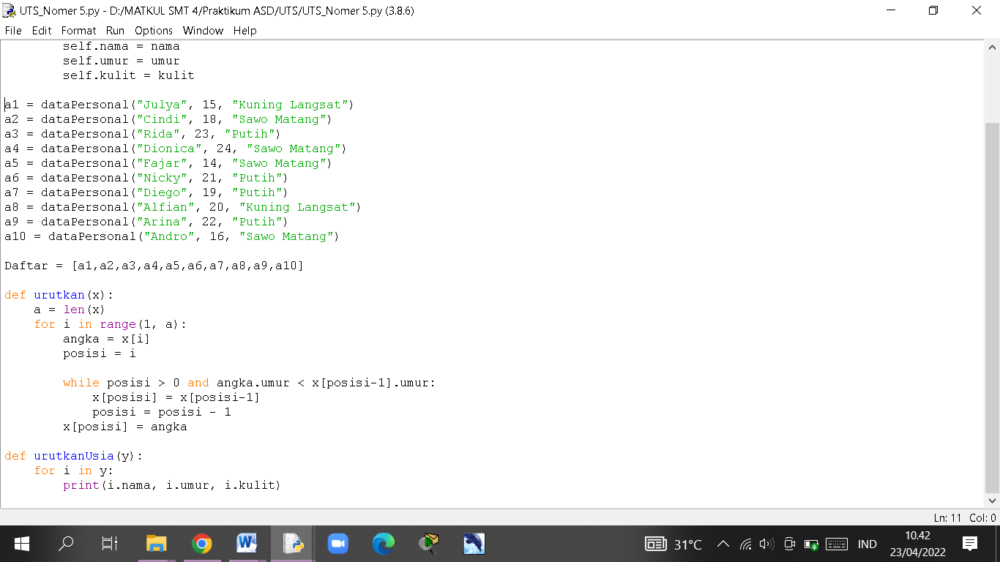 UTS_Nomer 5.py - D:/MATKUL SMT 4/Praktikum ASD/UTS/UTS_Nomer 5.py (3.8.6)
File Edit Format Run Options Window Help
        self.nama = nama
        self.umur = umur
        self.kulit = kulit

a1 = dataPersonal("Julya", 15, "Kuning Langsat")
a2 = dataPersonal("Cindi", 18, "Sawo Matang")
a3 = dataPersonal("Rida", 23, "Putih")
a4 = dataPersonal("Dionica", 24, "Sawo Matang")
a5 = dataPersonal("Fajar", 14, "Sawo Matang")
a6 = dataPersonal("Nicky", 21, "Putih")
a7 = dataPersonal("Diego", 19, "Putih")
a8 = dataPersonal("Alfian", 20, "Kuning Langsat")
a9 = dataPersonal("Arina", 22, "Putih")
a10 = dataPersonal("Andro", 16, "Sawo Matang")

Daftar = [a1,a2,a3,a4,a5,a6,a7,a8,a9,a10]

def urutkan(x):
    a = len(x)
    for i in range(1, a):
        angka = x[i]
        posisi = i

        while posisi > 0 and angka.umur < x[posisi-1].umur:
            x[posisi] = x[posisi-1]
            posisi = posisi - 1
        x[posisi] = angka

def urutkanUsia(y):
    for i in y:
        print(i.nama, i.umur, i.kulit)
Ln: 11 Col: 0
31°C
IND
10.42
23/04/2022